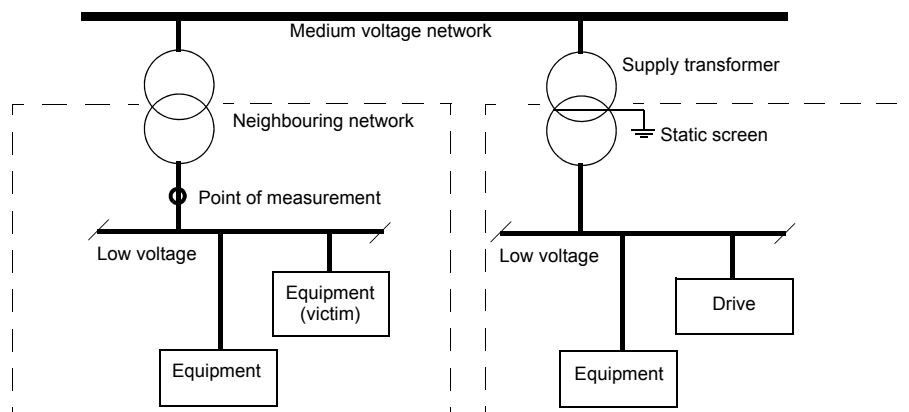 Medium voltage network
Supply transformer
Neighbouring network
Static screen
Point of measurement
Low voltage
Low voltage
Equipment
(victim)
Drive
Equipment
Equipment